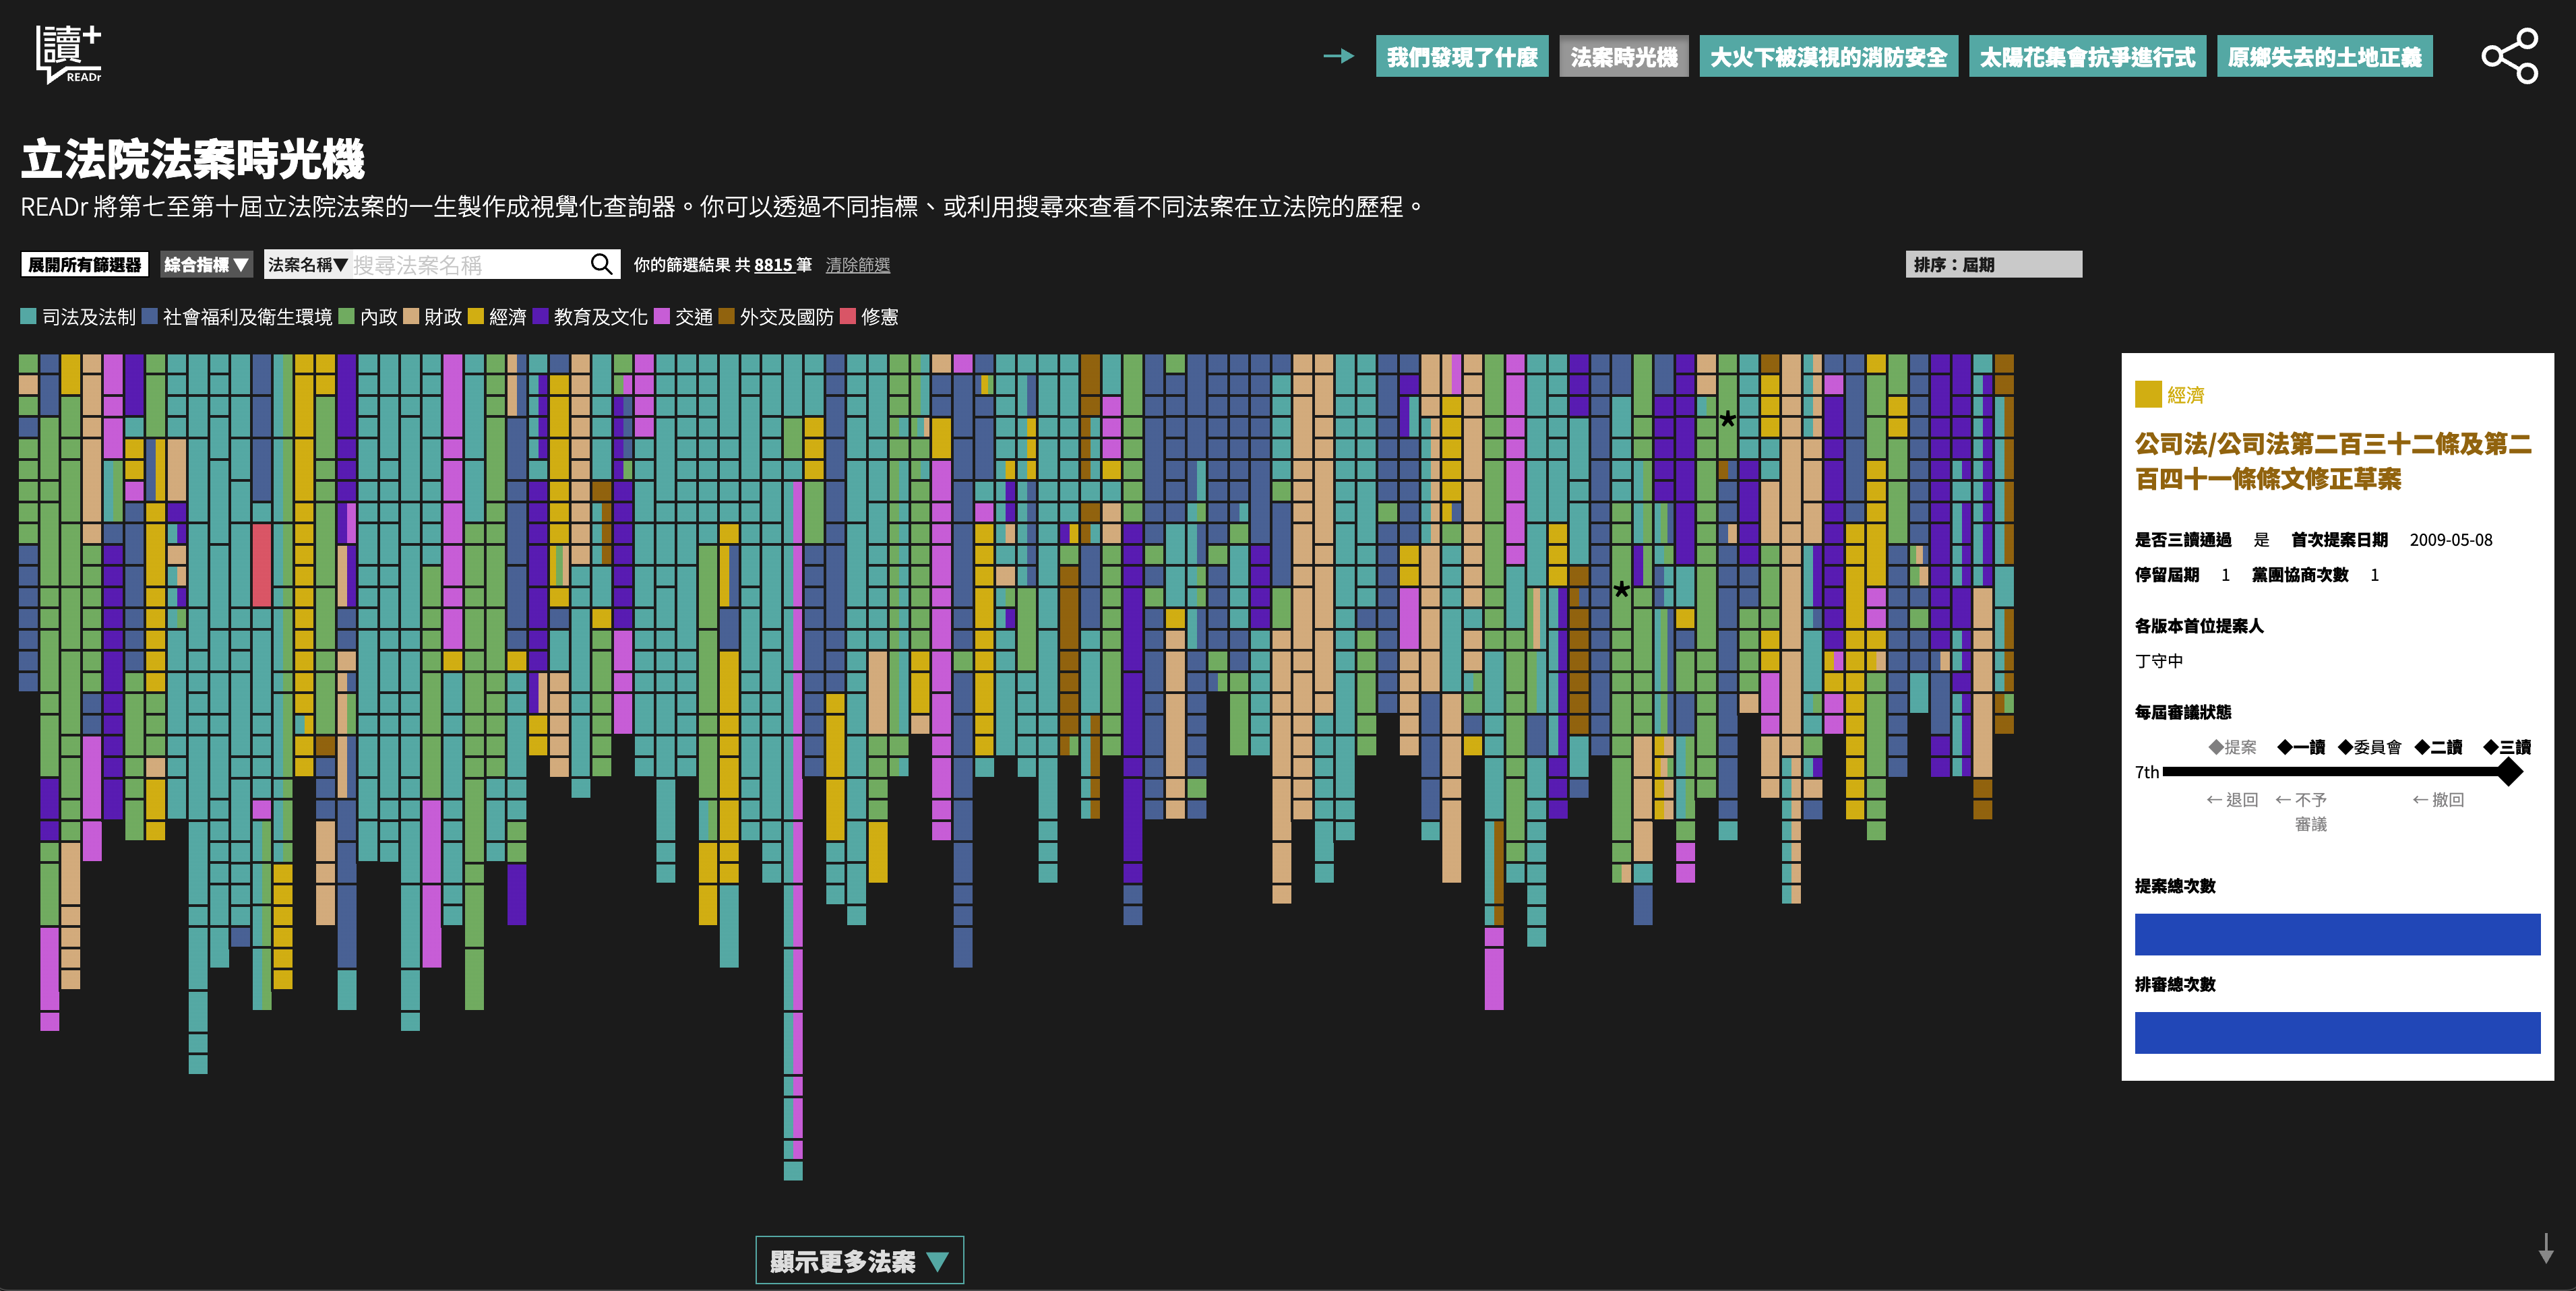 讀+
READr
我們發現了什麼 法案時光機 大火下被漠視的消防安全 太陽花集會抗爭進行式 原鄉失去的土地正義
立法院法案時光機
READr 將第七至第十屆立法院法案的一生製作成視覺化查詢器。你可以透過不同指標、或利用搜尋來查看不同法案在立法院的歷程。
展開所有篩選器 綜合指標▼ 法案名稱▼ 搜尋法案名稱 你的篩選結果 共 8815 筆 清除篩選 排序：屆期
司法及法制 社會福利及衛生環境 內政 財政 經濟 教育及文化 交通 外交及國防 修憲
經濟
公司法/公司法第二百三十二條及第二
百四十一條條文修正草案
是否三讀通過 是 首次提案日期 2009-05-08
停留屆期 1 黨團協商次數 1
各版本首位提案人
丁守中
每屆審議狀態
◆提案 ◆一讀 ◆委員會 ◆二讀 ◆三讀
7th
← 退回 ← 不予 ← 撤回
審議
提案總次數
排審總次數
顯示更多法案 ▼